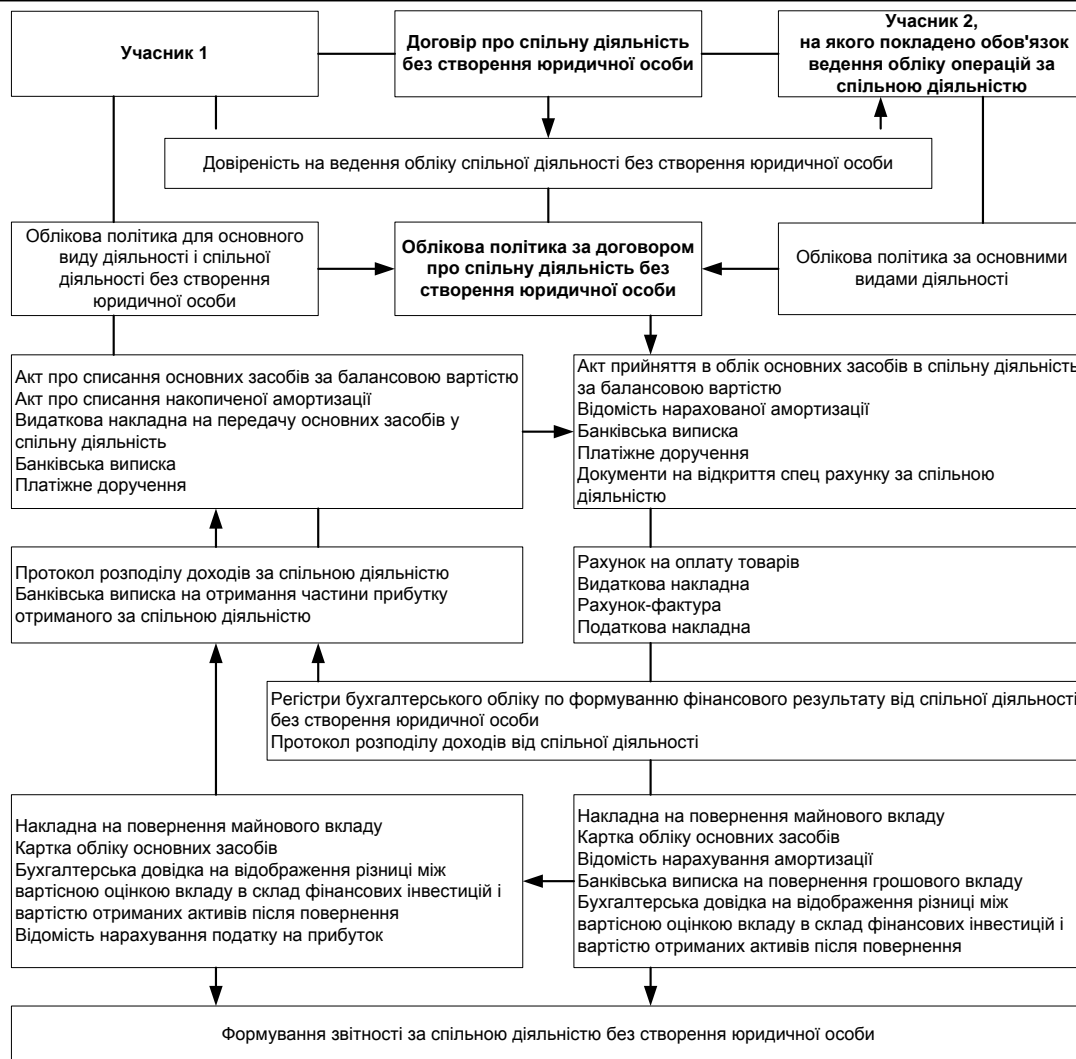 Учасник 1
Договір про спільну діяльність
без створення юридичної особи
Учасник 2,
на якого покладено обов'язок
ведення обліку операцій за
спільною діяльністю
Довіреність на ведення обліку спільної діяльності без створення юридичної особи
Облікова політика для основного
виду діяльності і спільної
діяльності без створення
юридичної особи
Облікова політика за договором
про спільну діяльність без
створення юридичної особи
Облікова політика за основними
видами діяльності
Акт про списання основних засобів за балансовою вартістю
Акт про списання накопиченої амортизації
Видаткова накладна на передачу основних засобів у
спільну діяльність
Банківська виписка
Платіжне доручення
Акт прийняття в облік основних засобів в спільну діяльність
за балансовою вартістю
Відомість нарахованої амортизації
Банківська виписка
Платіжне доручення
Документи на відкриття спец рахунку за спільною
діяльністю
Протокол розподілу доходів за спільною діяльністю
Банківська виписка на отримання частини прибутку
отриманого за спільною діяльністю
Рахунок на оплату товарів
Видаткова накладна
Рахунок-фактура
Податкова накладна
Регістри бухгалтерського обліку по формуванню фінансового результату від спільної діяльності
без створення юридичної особи
Протокол розподілу доходів від спільної діяльності
Накладна на повернення майнового вкладу
Картка обліку основних засобів
Бухгалтерська довідка на відображення різниці між
вартісною оцінкою вкладу в склад фінансових інвестицій і
вартістю отриманих активів після повернення
Відомість нарахування податку на прибуток
Накладна на повернення майнового вкладу
Картка обліку основних засобів
Відомість нарахування амортизації
Банківська виписка на повернення грошового вкладу
Бухгалтерська довідка на відображення різниці між
вартісною оцінкою вкладу в склад фінансових інвестицій і
вартістю отриманих активів після повернення
Формування звітності за спільною діяльністю без створення юридичної особи